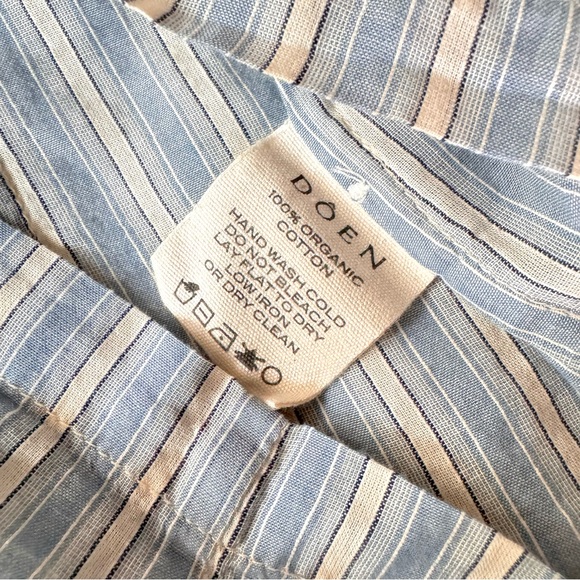 DÔEN
100% ORGANIC
COTTON
HAND WASH COLD
DO NOT BLEACH
LAY FLAT TO DRY
LOW IRON
OR DRY CLEAN